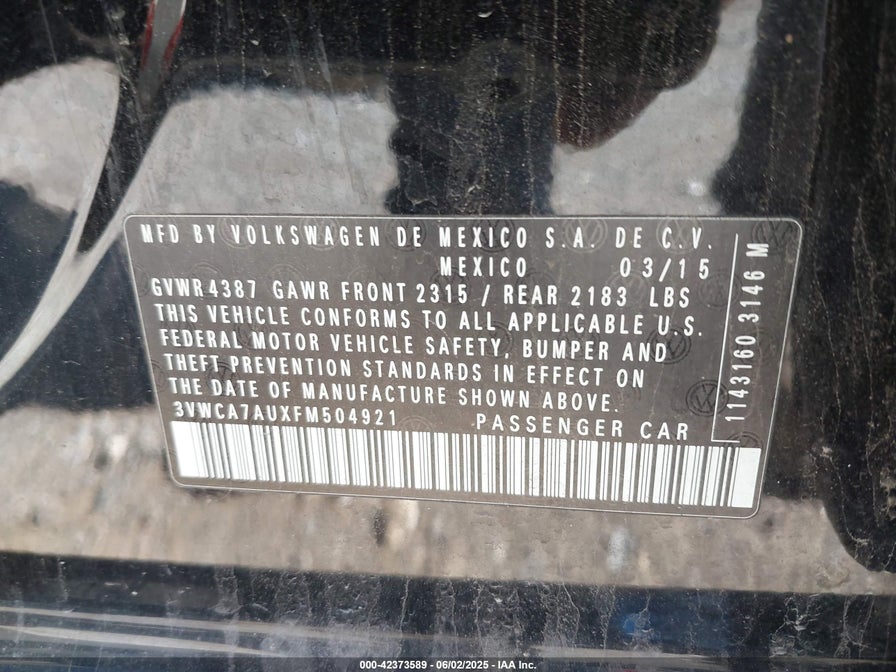 MFD BY VOLKSWAGEN DE MEXICO S.A. DE C.V.
MEXICO 03/15
GVWR 4387 GAWR FRONT 2315 / REAR 2183 LBS
THIS VEHICLE CONFORMS TO ALL APPLICABLE U.S.
FEDERAL MOTOR VEHICLE SAFETY, BUMPER AND
THEFT PREVENTION STANDARDS IN EFFECT ON
THE DATE OF MANUFACTURE SHOWN ABOVE.
3VWCA7AUXFM504921 PASSENGER CAR
1143160 3146 M
000-42373589 - 06/02/2025 - IAA Inc.